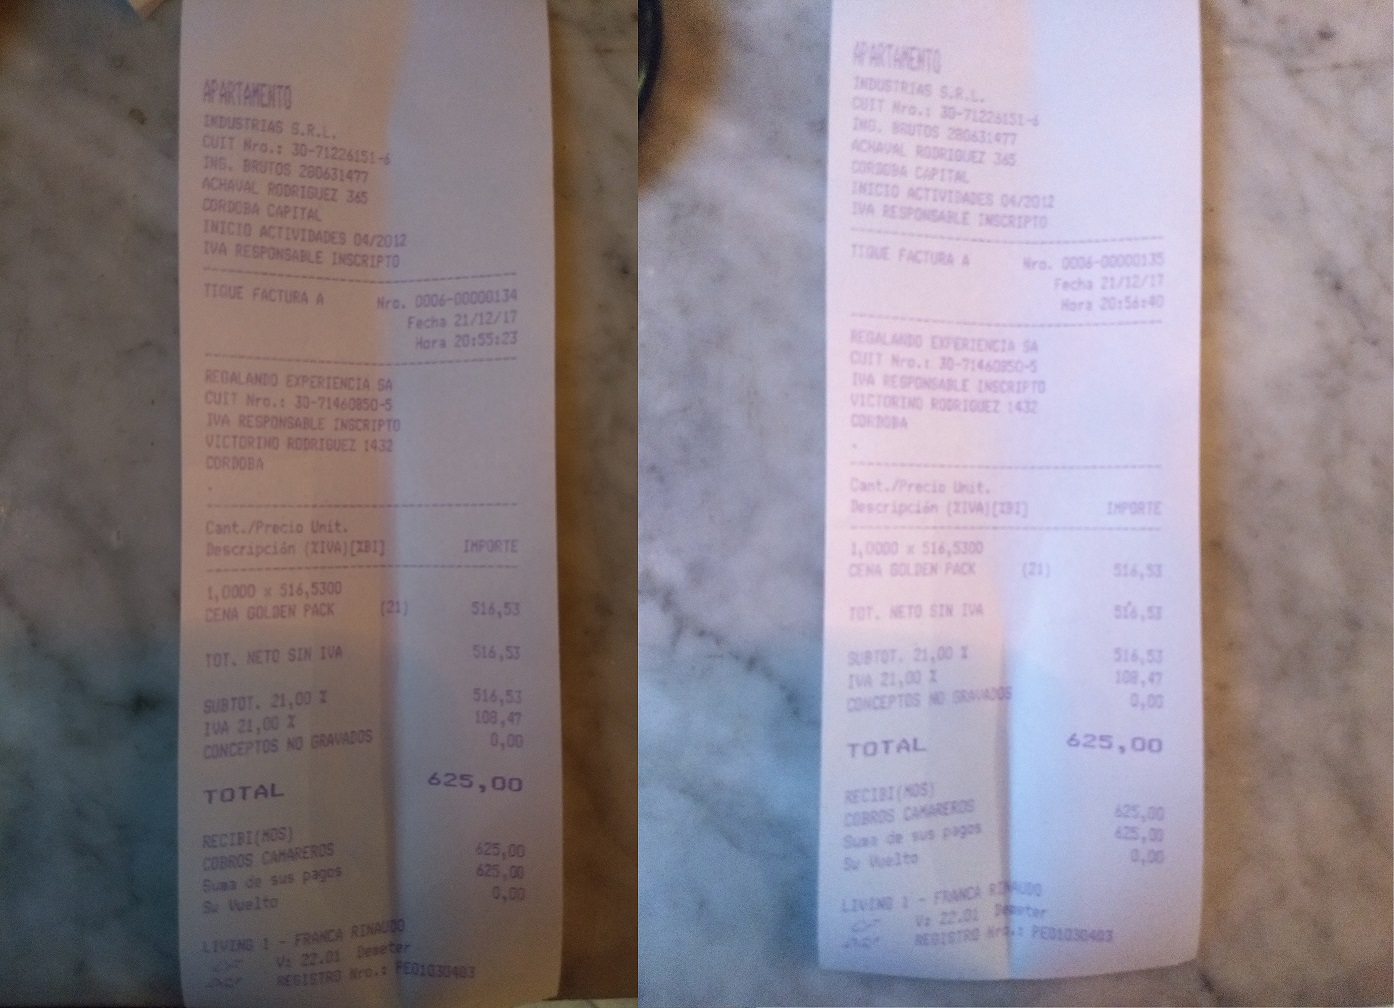 APARTAMENTO
INDUSTRIAS S.R.L.
CUIT Nro.: 30-71226151-6
ING. BRUTOS 280631477
ACHAVAL RODRIGUEZ 365
CORDOBA CAPITAL
INICIO ACTIVIDADES 04/2012
IVA RESPONSABLE INSCRIPTO
TIQUE FACTURA A Nro. 0006-00000134
Fecha 21/12/17
Hora 20:55:23
REGALANDO EXPERIENCIA SA
CUIT Nro.: 30-71460850-5
IVA RESPONSABLE INSCRIPTO
VICTORINO RODRIGUEZ 1432
CORDOBA
.
Cant./Precio Unit.
Descripción (%IVA)[%BI] IMPORTE
1,0000 x 516,5300
CENA GOLDEN PACK (21) 516,53
TOT. NETO SIN IVA 516,53
SUBTOT. 21,00 % 516,53
IVA 21,00 % 108,47
CONCEPTOS NO GRAVADOS 0,00
TOTAL 625,00
RECIBI(MOS)
COBROS CAMAREROS 625,00
Suma de sus pagos 625,00
Su Vuelto 0,00
LIVING 1 - FRANCA RINAUDO
V: 22.01 Demeter
REGISTRO Nro.: PEO1030403
APARTAMENTO
INDUSTRIAS S.R.L.
CUIT Nro.: 30-71226151-6
ING. BRUTOS 280631477
ACHAVAL RODRIGUEZ 365
CORDOBA CAPITAL
INICIO ACTIVIDADES 04/2012
IVA RESPONSABLE INSCRIPTO
TIQUE FACTURA A Nro. 0006-00000135
Fecha 21/12/17
Hora 20:56:40
REGALANDO EXPERIENCIA SA
CUIT Nro.: 30-71460850-5
IVA RESPONSABLE INSCRIPTO
VICTORINO RODRIGUEZ 1432
CORDOBA
.
Cant./Precio Unit.
Descripción (%IVA)[%BI] IMPORTE
1,0000 x 516,5300
CENA GOLDEN PACK (21) 516,53
TOT. NETO SIN IVA 516,53
SUBTOT. 21,00 % 516,53
IVA 21,00 % 108,47
CONCEPTOS NO GRAVADOS 0,00
TOTAL 625,00
RECIBI(MOS)
COBROS CAMAREROS 625,00
Suma de sus pagos 625,00
Su Vuelto 0,00
LIVING 1 - FRANCA RINAUDO
V: 22.01 Demeter
REGISTRO Nro.: PEO1030403